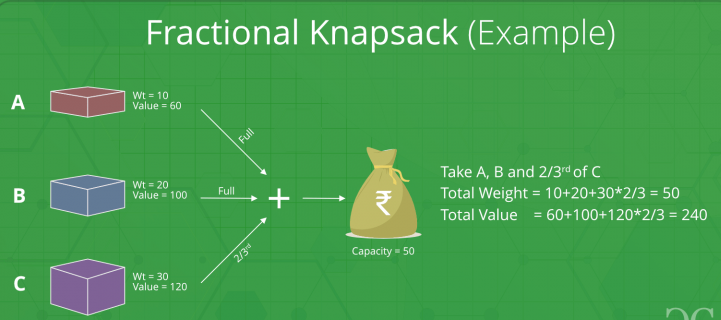 Fractional Knapsack (Example)
A
Wt = 10
Value = 60
Full
B
Wt = 20
Value = 100
Full
+
2/3rd
C
Wt = 30
Value = 120
₹
Capacity = 50
Take A, B and 2/3rd of C
Total Weight = 10+20+30*2/3 = 50
Total Value = 60+100+120*2/3 = 240